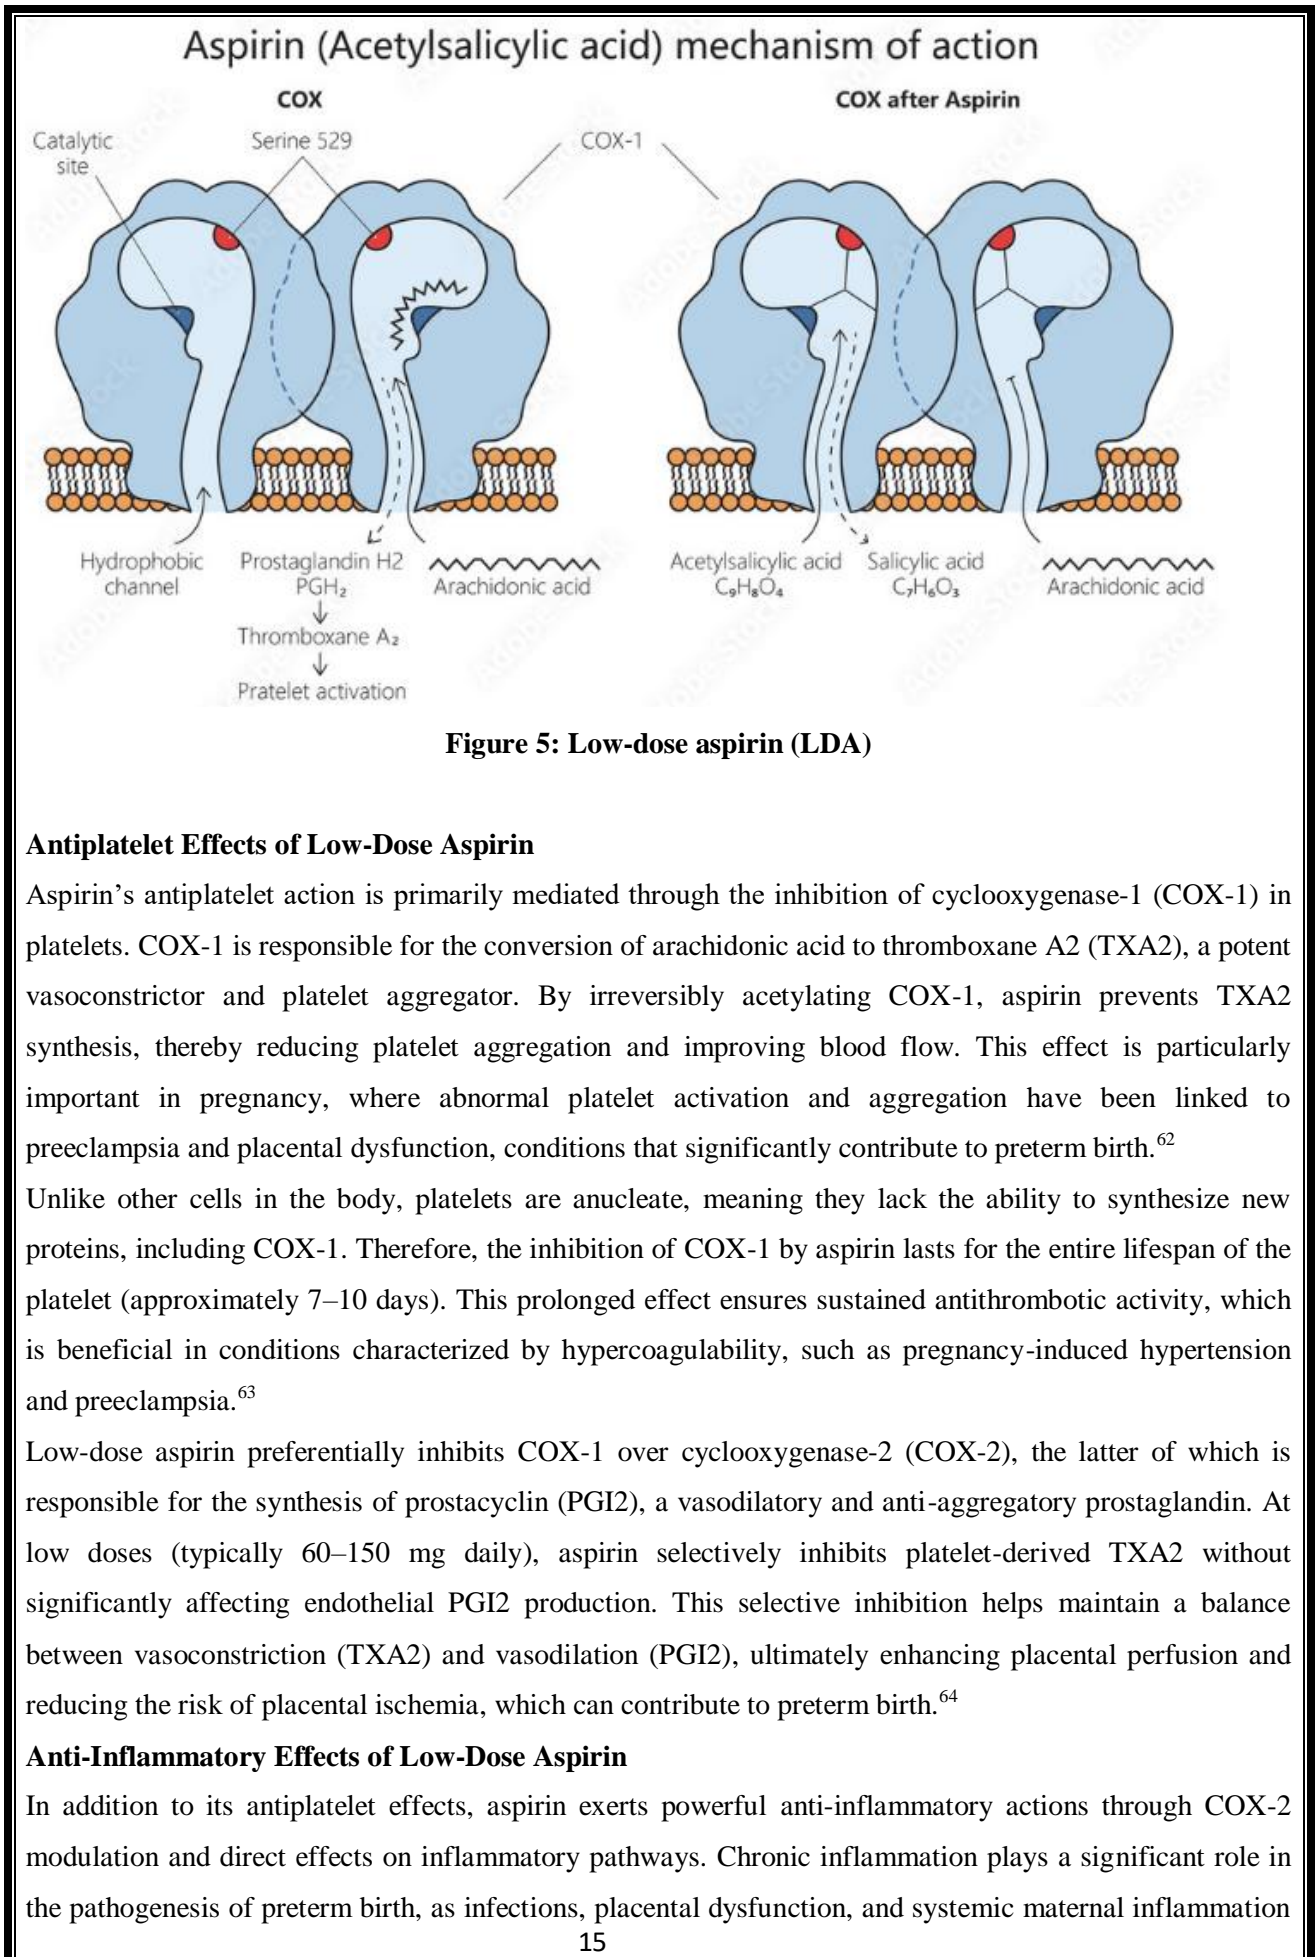 Aspirin (Acetylsalicylic acid) mechanism of action
COX
COX after Aspirin
Catalytic
site
Serine 529
COX-1
Hydrophobic
channel
Prostaglandin H2
PGH₂
Thromboxane A₂
Pratelet activation
Arachidonic acid
Acetylsalicylic acid
C₉H₈O₄
Salicylic acid
C₇H₆O₃
Arachidonic acid
Figure 5: Low-dose aspirin (LDA)
Antiplatelet Effects of Low-Dose Aspirin
Aspirin’s antiplatelet action is primarily mediated through the inhibition of cyclooxygenase-1 (COX-1) in
platelets. COX-1 is responsible for the conversion of arachidonic acid to thromboxane A2 (TXA2), a potent
vasoconstrictor and platelet aggregator. By irreversibly acetylating COX-1, aspirin prevents TXA2
synthesis, thereby reducing platelet aggregation and improving blood flow. This effect is particularly
important in pregnancy, where abnormal platelet activation and aggregation have been linked to
preeclampsia and placental dysfunction, conditions that significantly contribute to preterm birth.⁶²
Unlike other cells in the body, platelets are anucleate, meaning they lack the ability to synthesize new
proteins, including COX-1. Therefore, the inhibition of COX-1 by aspirin lasts for the entire lifespan of the
platelet (approximately 7–10 days). This prolonged effect ensures sustained antithrombotic activity, which
is beneficial in conditions characterized by hypercoagulability, such as pregnancy-induced hypertension
and preeclampsia.⁶³
Low-dose aspirin preferentially inhibits COX-1 over cyclooxygenase-2 (COX-2), the latter of which is
responsible for the synthesis of prostacyclin (PGI2), a vasodilatory and anti-aggregatory prostaglandin. At
low doses (typically 60–150 mg daily), aspirin selectively inhibits platelet-derived TXA2 without
significantly affecting endothelial PGI2 production. This selective inhibition helps maintain a balance
between vasoconstriction (TXA2) and vasodilation (PGI2), ultimately enhancing placental perfusion and
reducing the risk of placental ischemia, which can contribute to preterm birth.⁶⁴
Anti-Inflammatory Effects of Low-Dose Aspirin
In addition to its antiplatelet effects, aspirin exerts powerful anti-inflammatory actions through COX-2
modulation and direct effects on inflammatory pathways. Chronic inflammation plays a significant role in
the pathogenesis of preterm birth, as infections, placental dysfunction, and systemic maternal inflammation
15